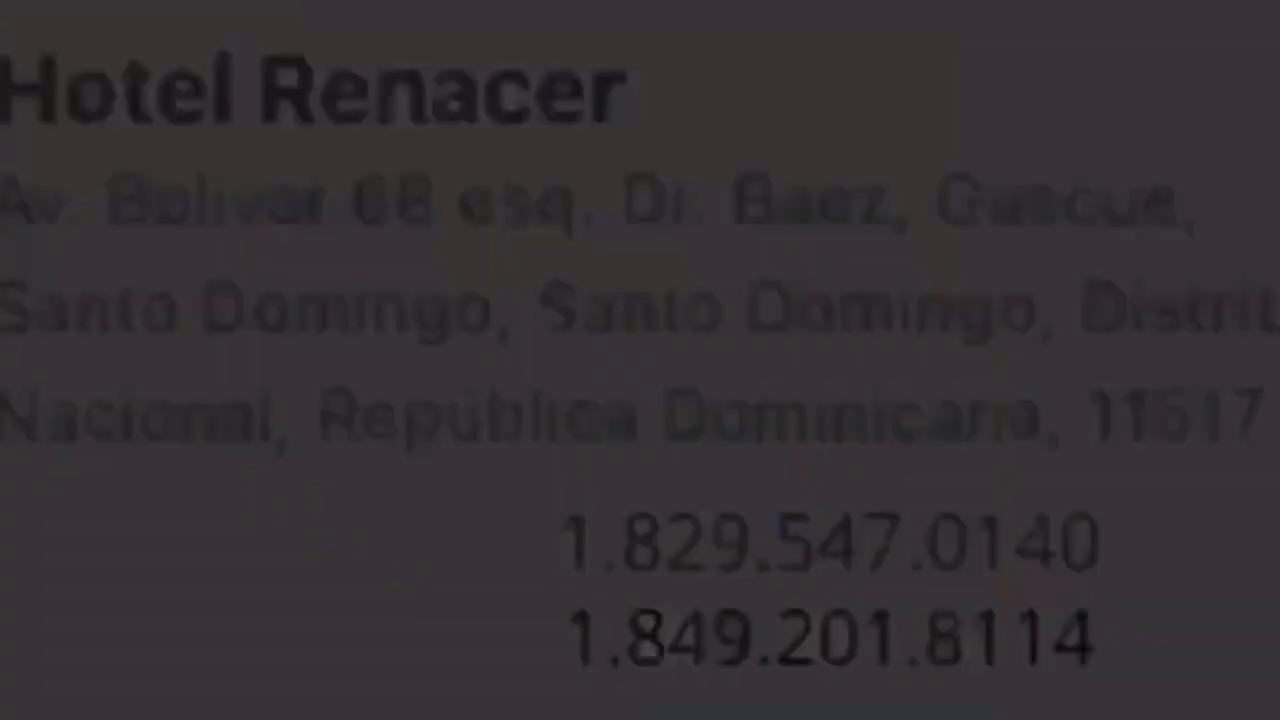 Hotel Renacer
Av. Bolivar 68 esq. Dr. Baez, Gascue,
Santo Domingo, Santo Domingo, Distrit
Nacional, República Dominicana,
1.829.547.0140
1.849.201.8114